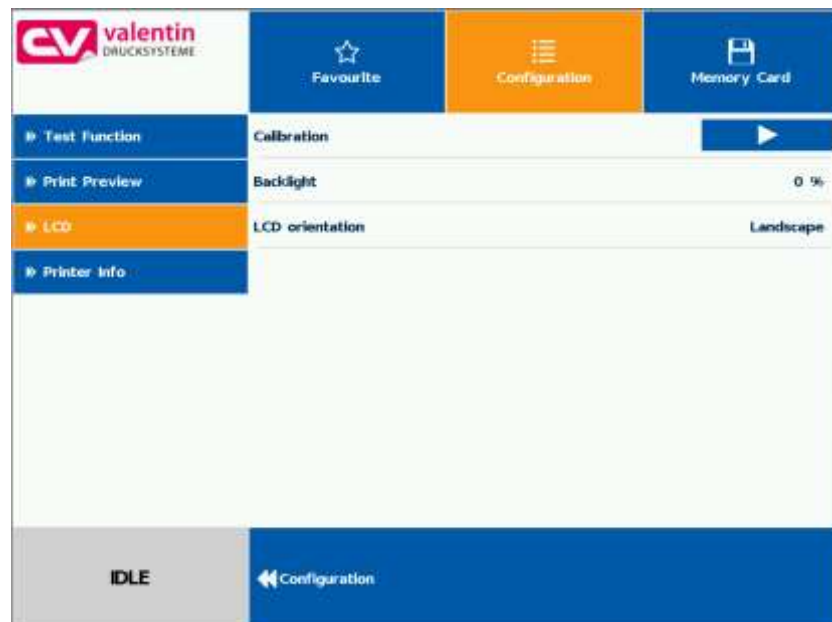 CV valentin
DRUCKSYSTEME
Favourite
Configuration
Memory Card
Test Function
Calibration
Print Preview
Backlight
0 %
LCD
LCD orientation
Landscape
Printer Info
IDLE
Configuration